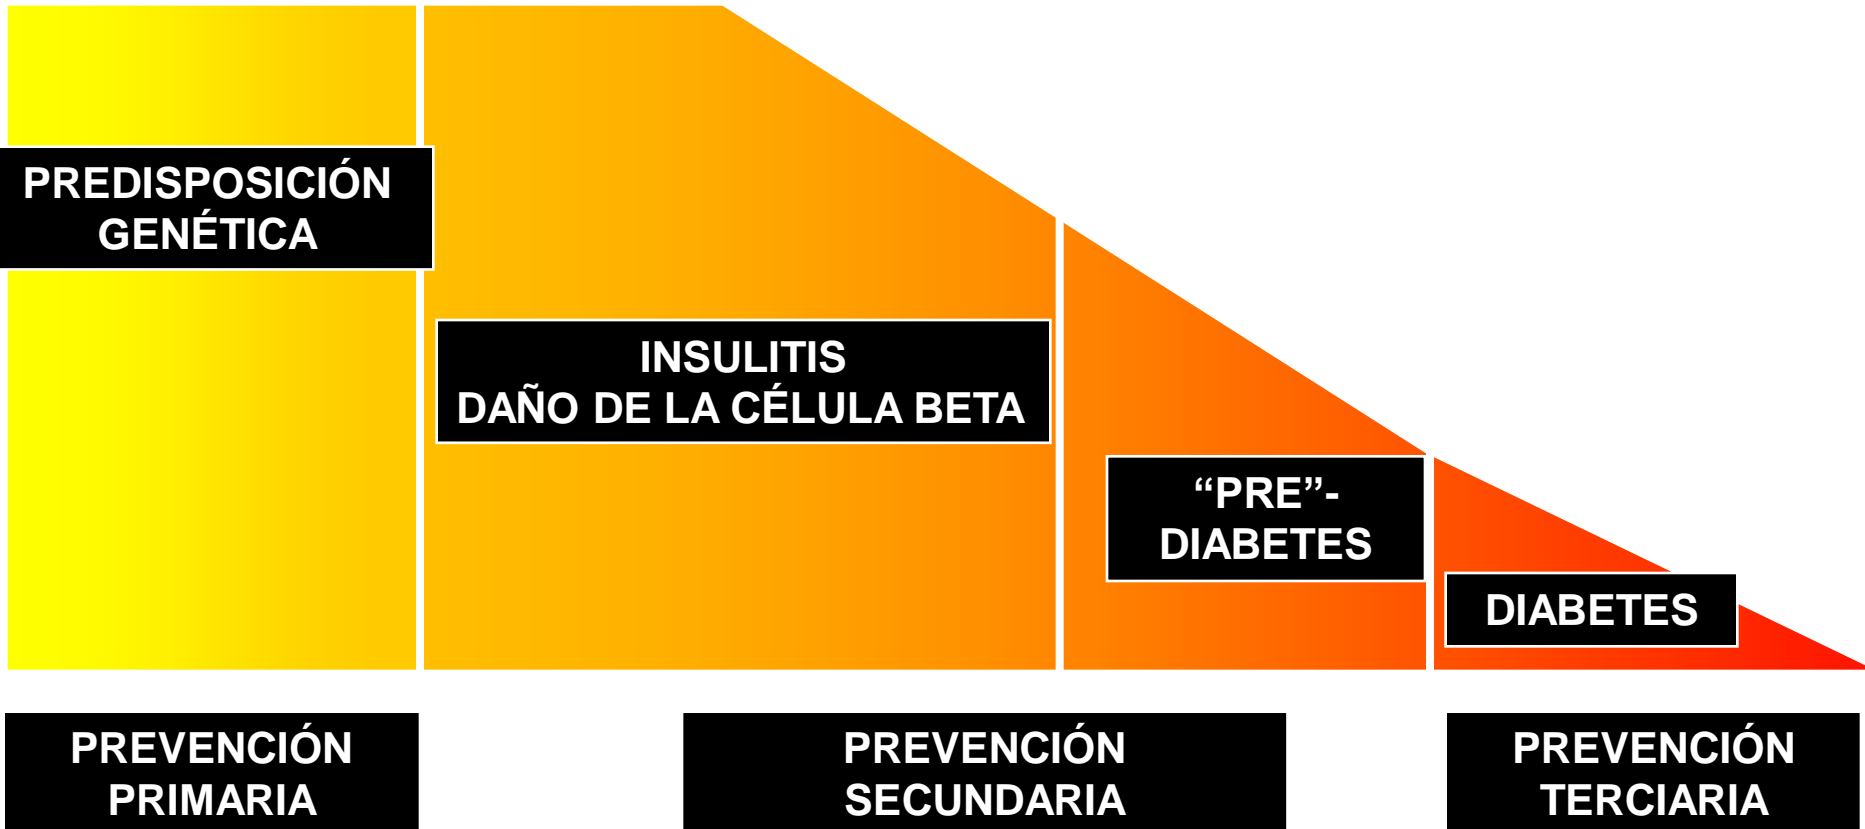 PREDISPOSICIÓN
GENÉTICA
INSULITIS
DAÑO DE LA CÉLULA BETA
“PRE”-
DIABETES
DIABETES
PREVENCIÓN
PRIMARIA
PREVENCIÓN
SECUNDARIA
PREVENCIÓN
TERCIARIA